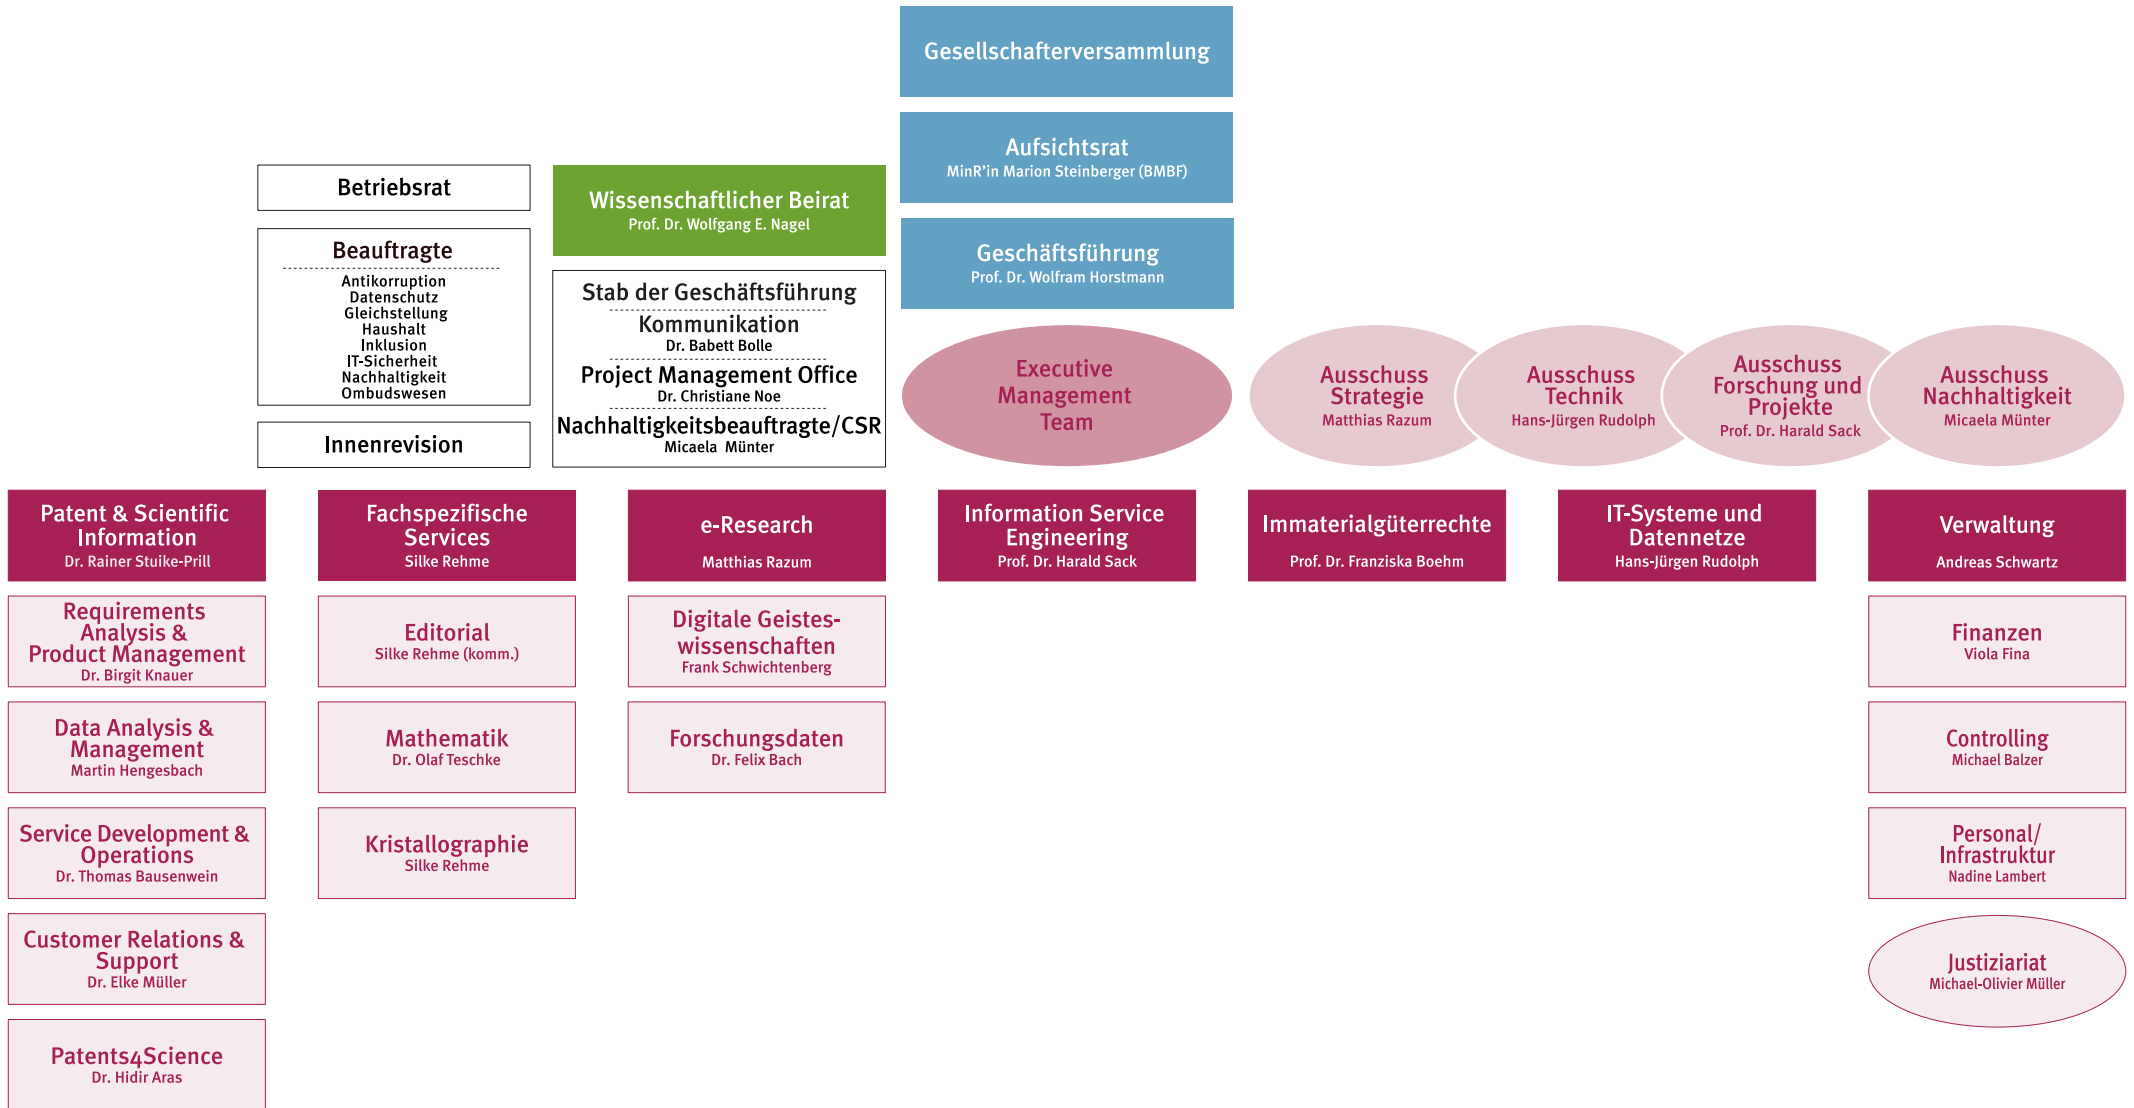 Gesellschafterversammlung
Aufsichtsrat
MinR’in Marion Steinberger (BMBF)
Geschäftsführung
Prof. Dr. Wolfram Horstmann
Betriebsrat
Beauftragte
Antikorruption
Datenschutz
Gleichstellung
Haushalt
Inklusion
IT-Sicherheit
Nachhaltigkeit
Ombudswesen
Innenrevision
Wissenschaftlicher Beirat
Prof. Dr. Wolfgang E. Nagel
Stab der Geschäftsführung
Kommunikation
Dr. Babett Bolle
Project Management Office
Dr. Christiane Noe
Nachhaltigkeitsbeauftragte/CSR
Micaela Münter
Executive
Management
Team
Ausschuss
Strategie
Matthias Razum
Ausschuss
Technik
Hans-Jürgen Rudolph
Ausschuss
Forschung und
Projekte
Prof. Dr. Harald Sack
Ausschuss
Nachhaltigkeit
Micaela Münter
Patent & Scientific
Information
Dr. Rainer Stuike-Prill
Requirements
Analysis &
Product Management
Dr. Birgit Knauer
Data Analysis &
Management
Martin Hengesbach
Service Development &
Operations
Dr. Thomas Bausenwein
Customer Relations &
Support
Dr. Elke Müller
Patents4Science
Dr. Hidir Aras
Fachspezifische
Services
Silke Rehme
Editorial
Silke Rehme (komm.)
Mathematik
Dr. Olaf Teschke
Kristallographie
Silke Rehme
e-Research
Matthias Razum
Digitale Geistes-
wissenschaften
Frank Schwichtenberg
Forschungsdaten
Dr. Felix Bach
Information Service
Engineering
Prof. Dr. Harald Sack
Immaterialgüterrechte
Prof. Dr. Franziska Boehm
IT-Systeme und
Datennetze
Hans-Jürgen Rudolph
Verwaltung
Andreas Schwartz
Finanzen
Viola Fina
Controlling
Michael Balzer
Personal/
Infrastruktur
Nadine Lambert
Justiziariat
Michael-Olivier Müller